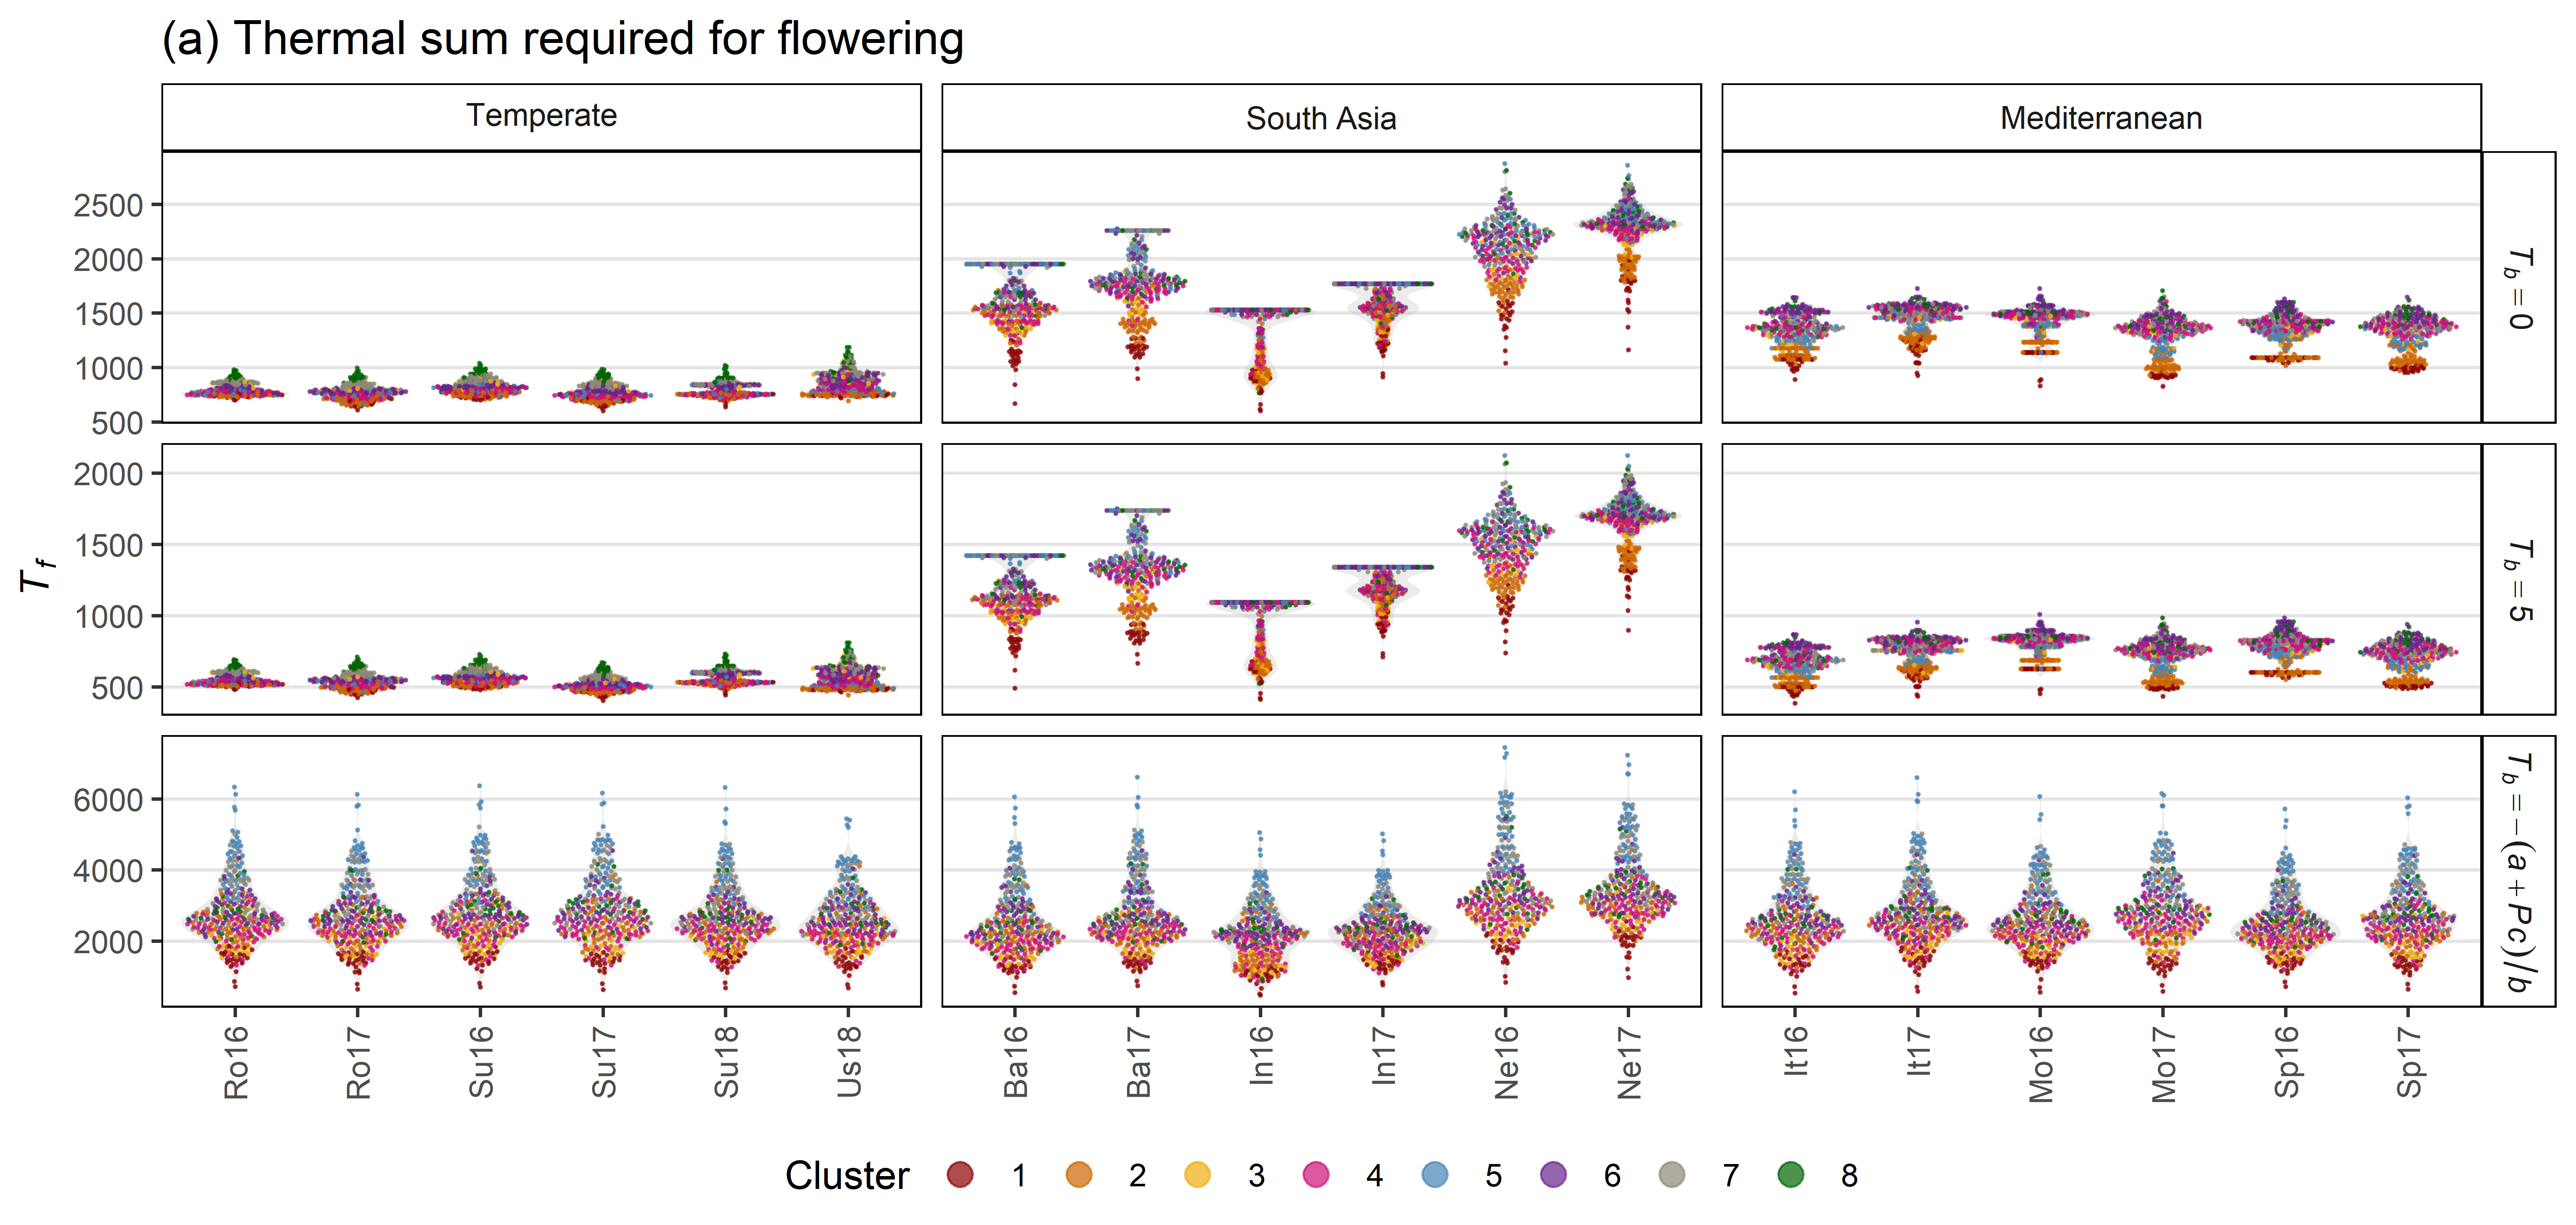 (a) Thermal sum required for flowering
Temperate
South Asia
Mediterranean
2500
2000
1500
1000
500
T_b = 0
2000
1500
1000
500
T_b = 5
T_f
6000
4000
2000
T_b = −(a + Pc)/b
Ro16
Ro17
Su16
Su17
Su18
Us18
Ba16
Ba17
In16
In17
Ne16
Ne17
It16
It17
Mo16
Mo17
Sp16
Sp17
Cluster 1 2 3 4 5 6 7 8